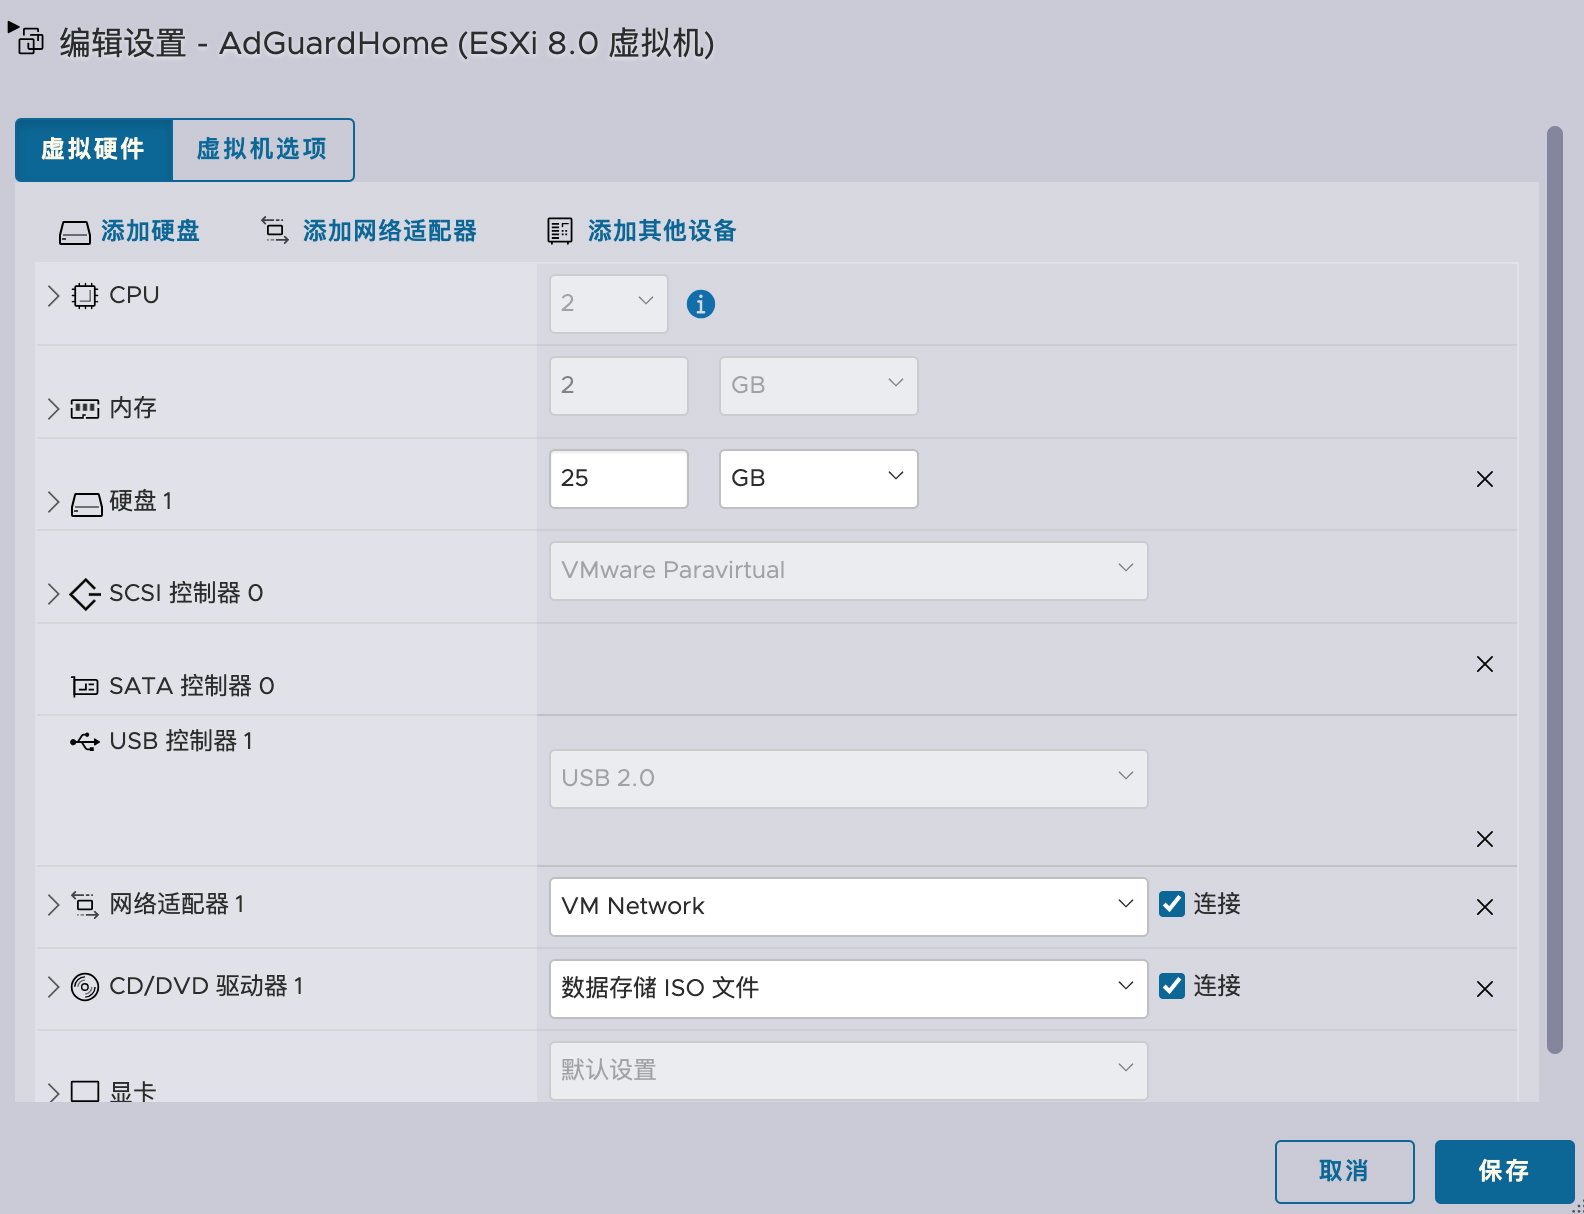 编辑设置 - AdGuardHome (ESXi 8.0 虚拟机)
虚拟硬件 虚拟机选项
添加硬盘 添加网络适配器 添加其他设备
CPU 2
内存 2 GB
硬盘 1 25 GB
SCSI 控制器 0 VMware Paravirtual
SATA 控制器 0
USB 控制器 1 USB 2.0
网络适配器 1 VM Network 连接
CD/DVD 驱动器 1 数据存储 ISO 文件 连接
显卡 默认设置
取消 保存